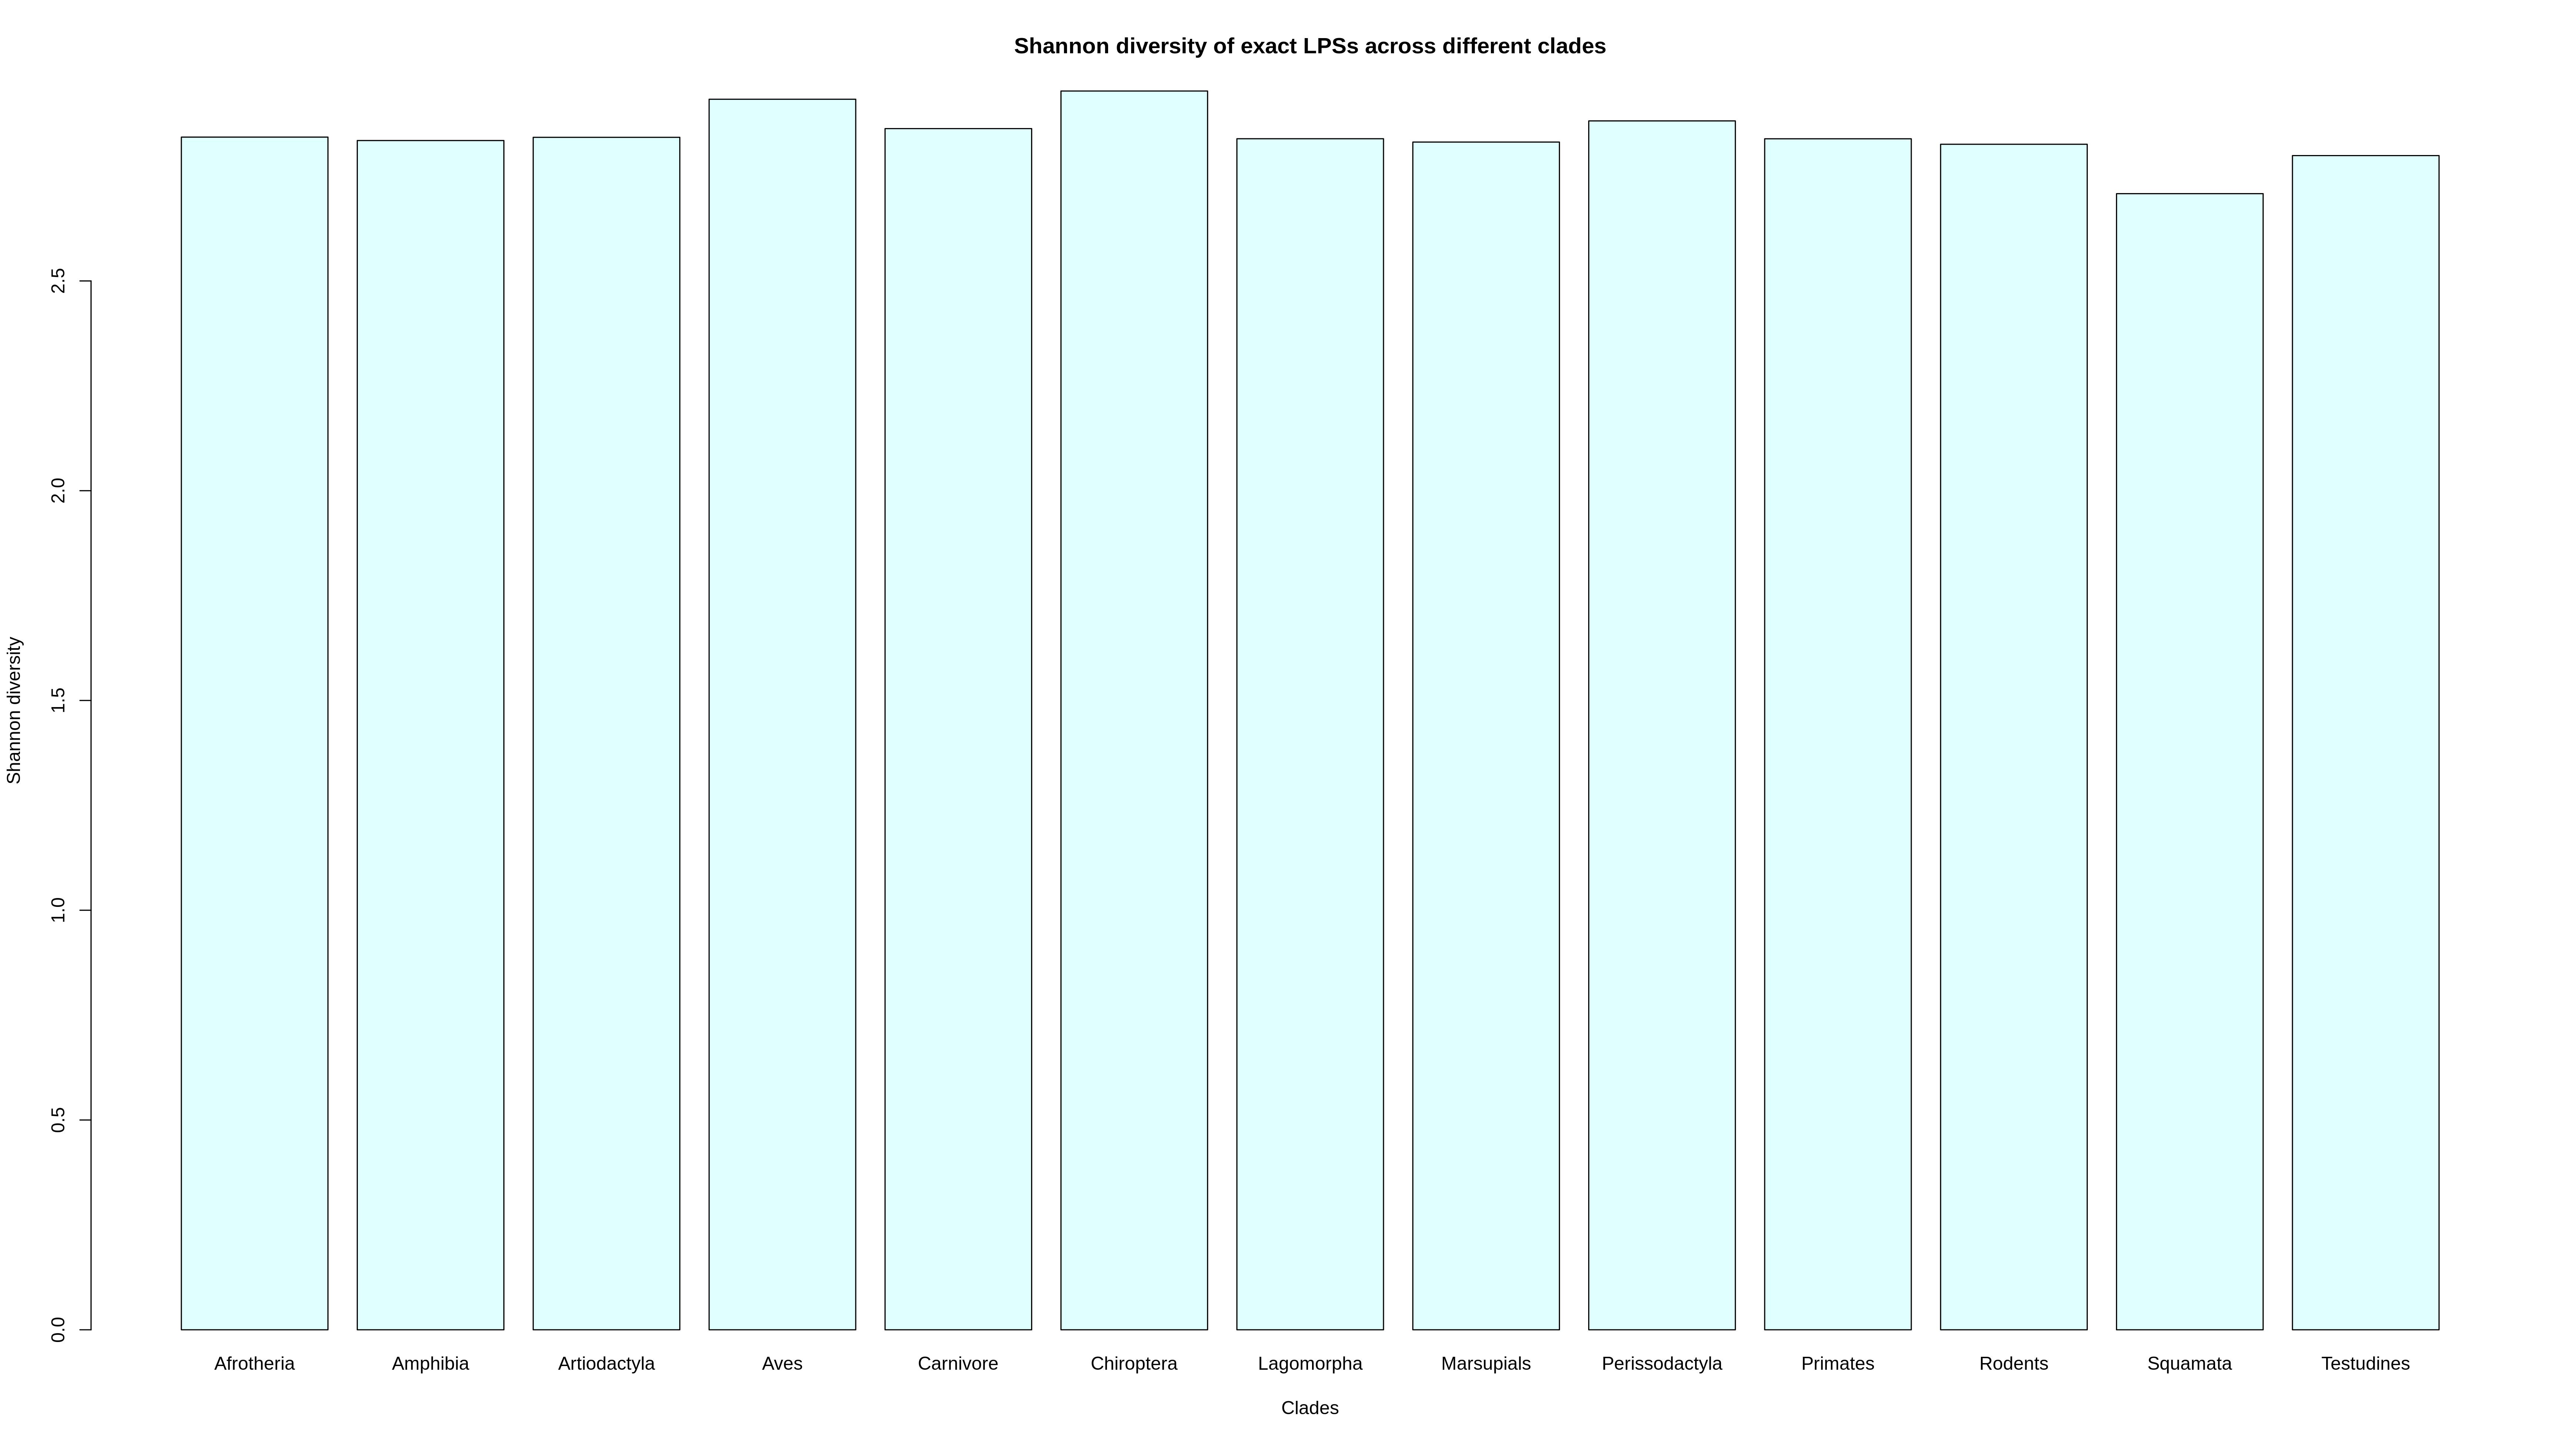 Shannon diversity of exact LPSs across different clades
Shannon diversity
2.5
2.0
1.5
1.0
0.5
0.0
Afrotheria Amphibia Artiodactyla Aves Carnivore Chiroptera Lagomorpha Marsupials Perissodactyla Primates Rodents Squamata Testudines
Clades